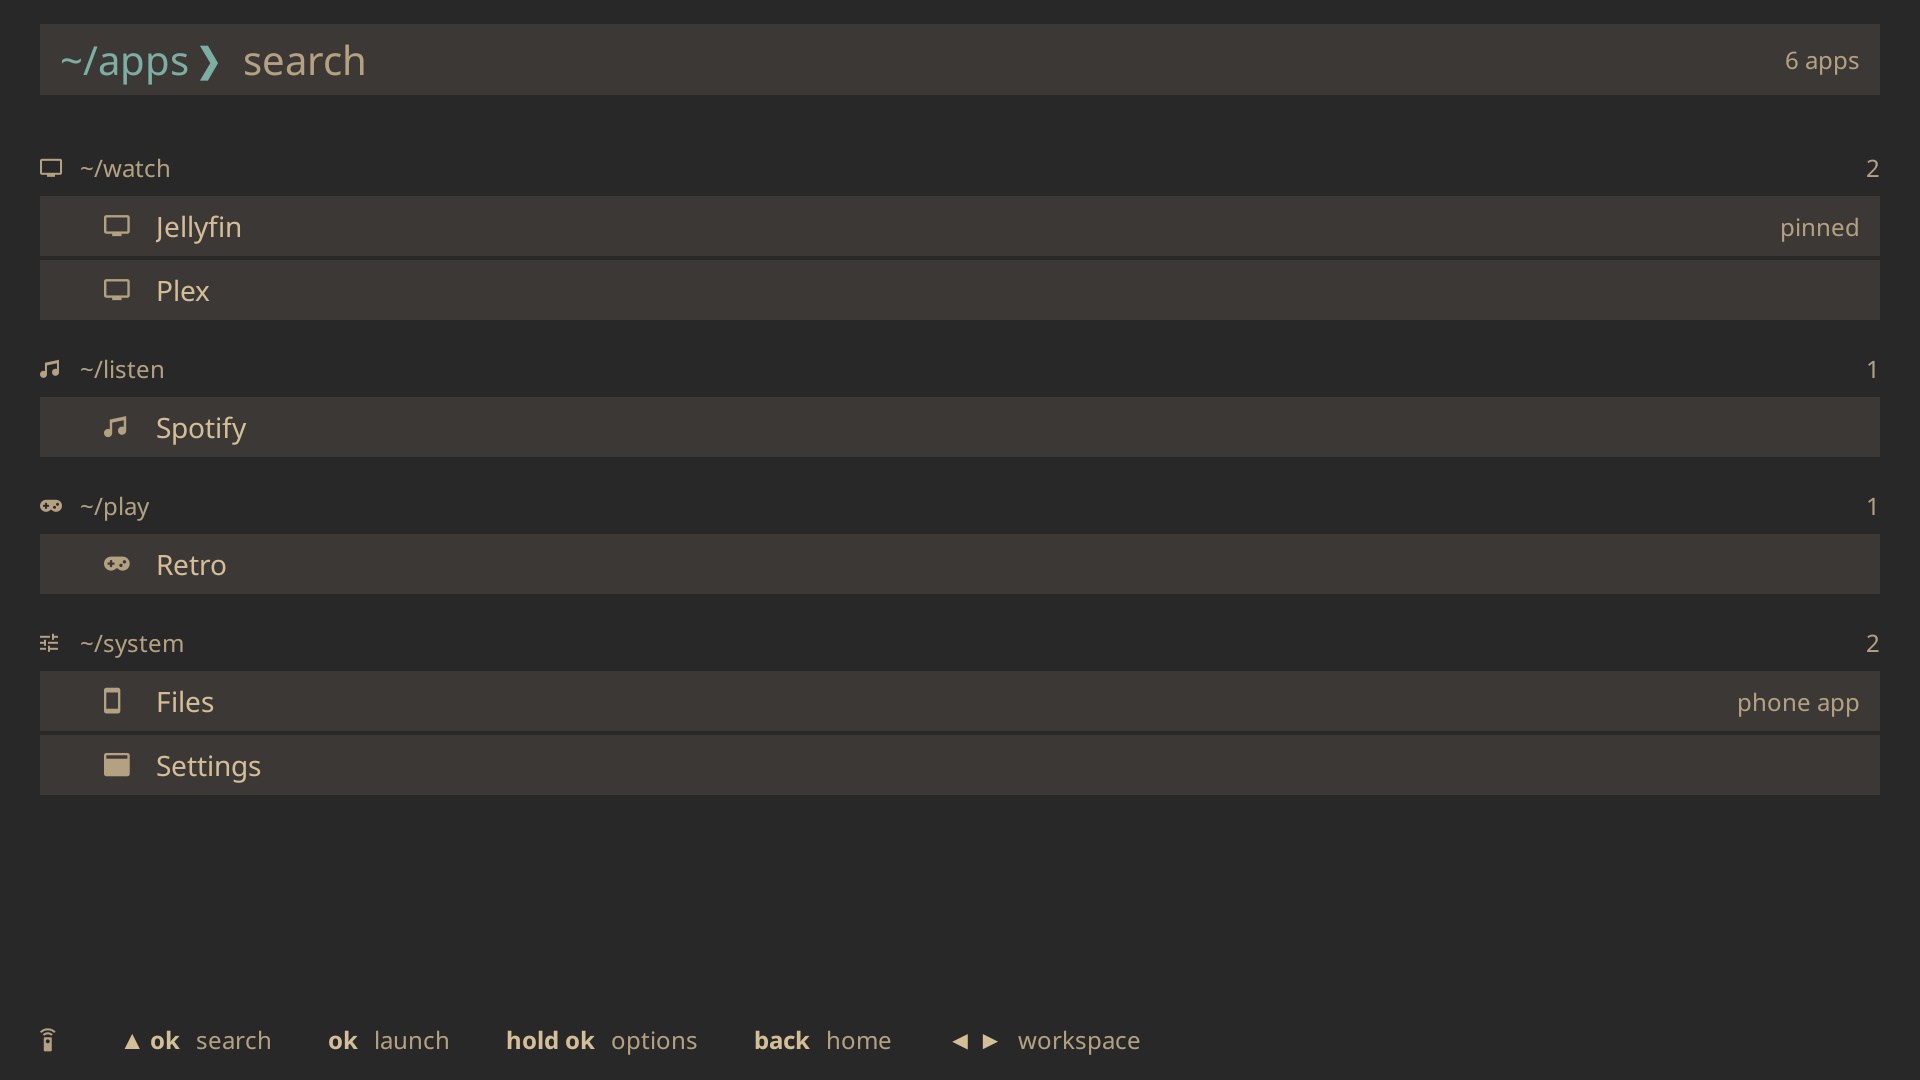 ~/apps ❯ search 6 apps
~/watch 2
Jellyfin pinned
Plex
~/listen 1
Spotify
~/play 1
Retro
~/system 2
Files phone app
Settings
▲ ok search ok launch hold ok options back home ◀ ▶ workspace